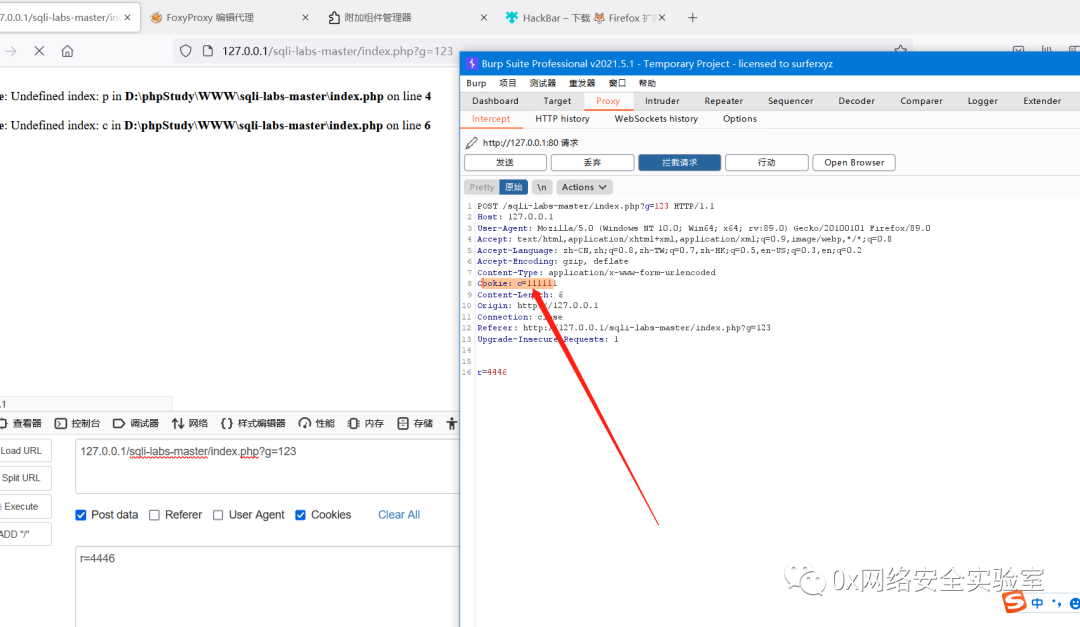 7.0.0.1/sqli-labs-master/in
FoxyProxy 编辑代理
附加组件管理器
HackBar – 下载 🦊 Firefox 扩
127.0.0.1/sqli-labs-master/index.php?g=123
e: Undefined index: p in D:\phpStudy\WWW\sqli-labs-master\index.php on line 4
e: Undefined index: c in D:\phpStudy\WWW\sqli-labs-master\index.php on line 6
Burp Suite Professional v2021.5.1 - Temporary Project - licensed to surferxyz
Burp 项目 测试器 重发器 窗口 帮助
Dashboard Target Proxy Intruder Repeater Sequencer Decoder Comparer Logger Extender
Intercept HTTP history WebSockets history Options
http://127.0.0.1:80 请求
发送 丢弃 拦截请求 行动 Open Browser
Pretty 原始 \n Actions
1 POST /sqli-labs-master/index.php?g=123 HTTP/1.1
2 Host: 127.0.0.1
3 User-Agent: Mozilla/5.0 (Windows NT 10.0; Win64; x64; rv:89.0) Gecko/20100101 Firefox/89.0
4 Accept: text/html,application/xhtml+xml,application/xml;q=0.9,image/webp,*/*;q=0.8
5 Accept-Language: zh-CN,zh;q=0.8,zh-TW;q=0.7,zh-HK;q=0.5,en-US;q=0.3,en;q=0.2
6 Accept-Encoding: gzip, deflate
7 Content-Type: application/x-www-form-urlencoded
8 Cookie: c=111111
9 Content-Length: 6
10 Origin: http://127.0.0.1
11 Connection: close
12 Referer: http://127.0.0.1/sqli-labs-master/index.php?g=123
13 Upgrade-Insecure-Requests: 1
14
15
16 r=4446
.1
查看器 控制台 调试器 网络 样式编辑器 性能 内存 存储
Load URL
Split URL
Execute
ADD "/"
127.0.0.1/sqli-labs-master/index.php?g=123
Post data Referer User Agent Cookies Clear All
r=4446
0x网络安全实验室
中